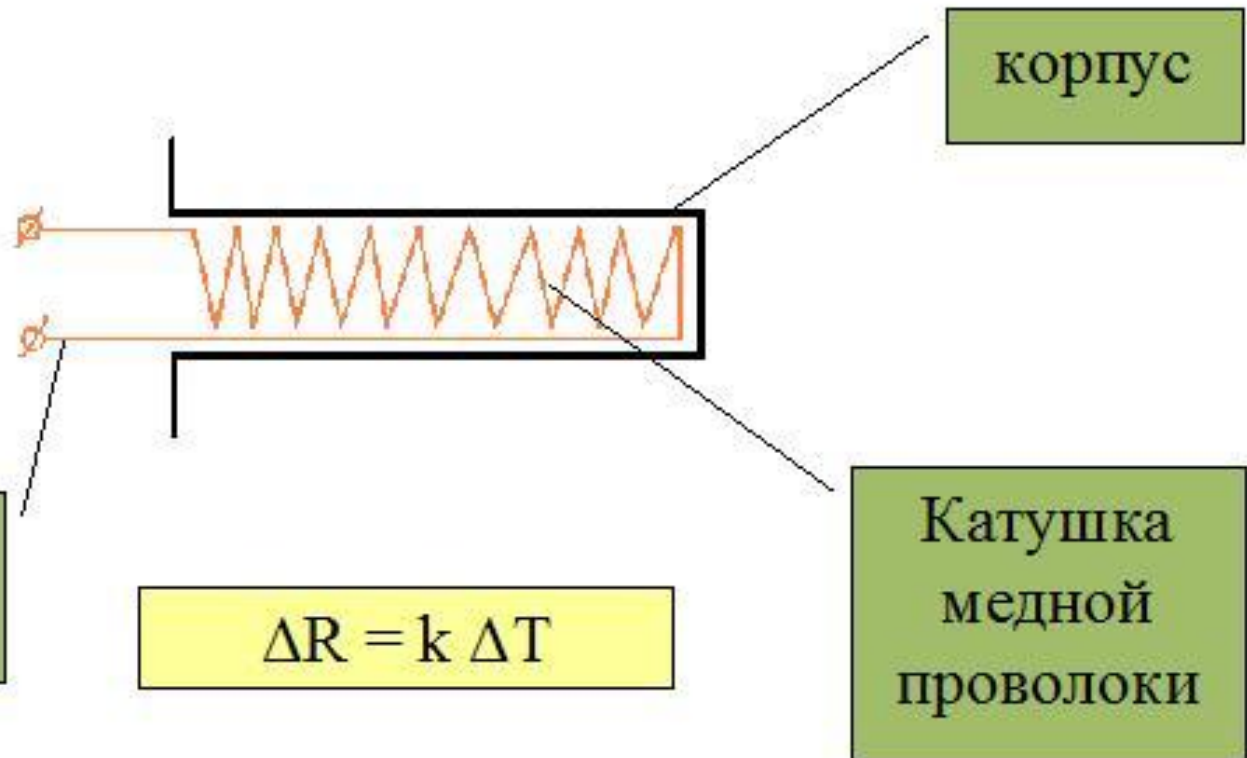 корпус
ΔR = k ΔT
Катушка
медной
проволоки